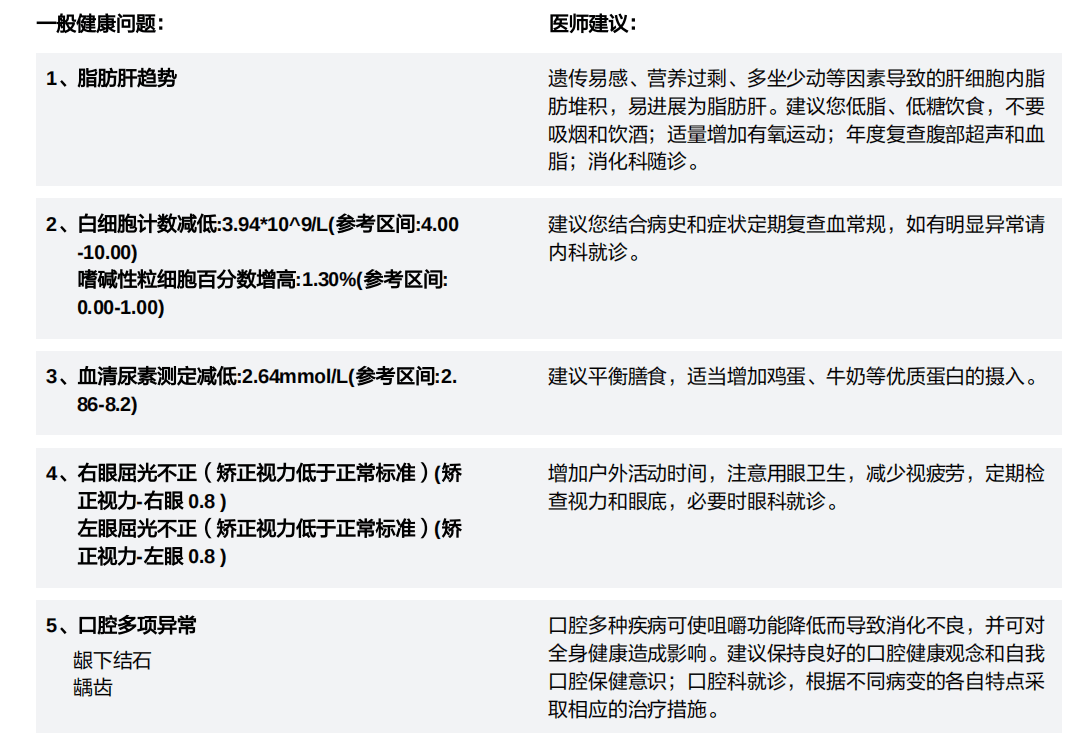 一般健康问题：
医师建议：
1、脂肪肝趋势
遗传易感、营养过剩、多坐少动等因素导致的肝细胞内脂
肪堆积，易进展为脂肪肝。建议您低脂、低糖饮食，不要
吸烟和饮酒；适量增加有氧运动；年度复查腹部超声和血
脂；消化科随诊。
2、白细胞计数减低:3.94*10^9/L(参考区间:4.00
-10.00)
嗜碱性粒细胞百分数增高:1.30%(参考区间:
0.00-1.00)
建议您结合病史和症状定期复查血常规，如有明显异常请
内科就诊。
3、血清尿素测定减低:2.64mmol/L(参考区间:2.
86-8.2)
建议平衡膳食，适当增加鸡蛋、牛奶等优质蛋白的摄入。
4、右眼屈光不正（矫正视力低于正常标准）(矫
正视力-右眼 0.8 )
左眼屈光不正（矫正视力低于正常标准）(矫
正视力-左眼 0.8 )
增加户外活动时间，注意用眼卫生，减少视疲劳，定期检
查视力和眼底，必要时眼科就诊。
5、口腔多项异常
龈下结石
龋齿
口腔多种疾病可使咀嚼功能降低而导致消化不良，并可对
全身健康造成影响。建议保持良好的口腔健康观念和自我
口腔保健意识；口腔科就诊，根据不同病变的各自特点采
取相应的治疗措施。